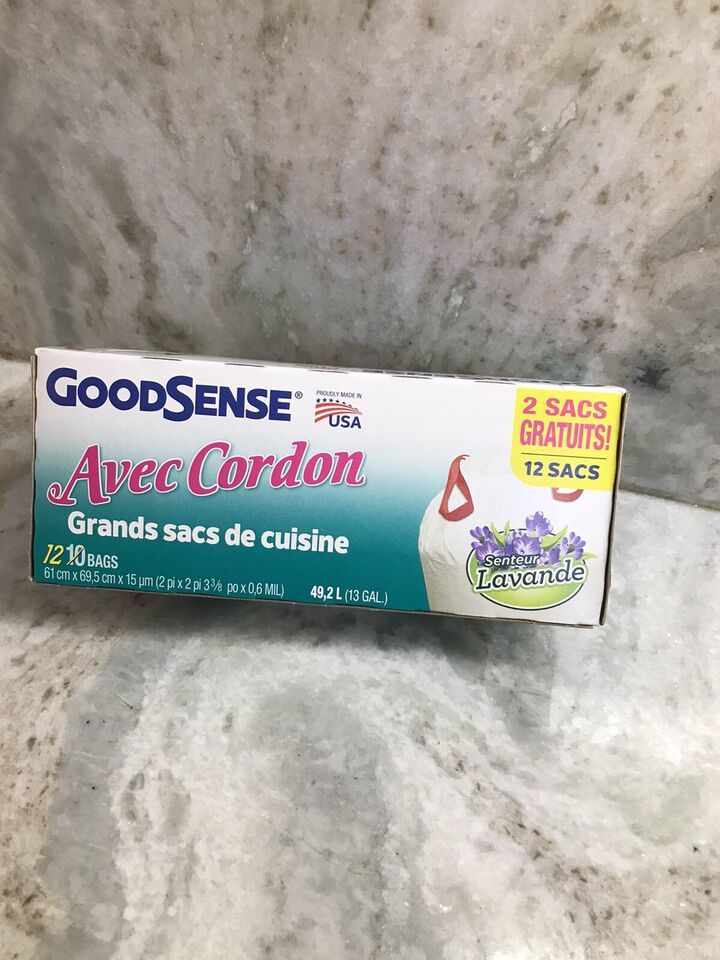 GOODSENSE®
PROUDLY MADE IN
USA
2 SACS
GRATUITS!
12 SACS
Avec Cordon
Grands sacs de cuisine
12 10 BAGS
61 cm x 69,5 cm x 15 µm (2 pi x 2 pi 3 3/8 po x 0,6 MIL)
49,2 L (13 GAL.)
Senteur
Lavande